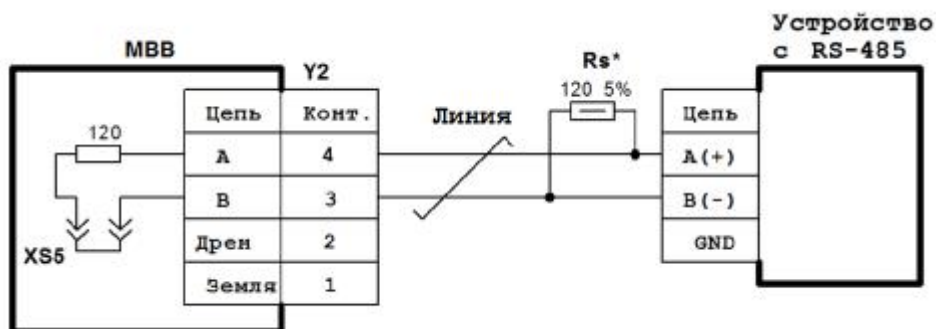 Устройство
с RS-485
МВВ
Y2
Rs*
120 5%
Цепь Конт.
Линия
Цепь
120
А 4
А(+)
В 3
В(-)
XS5
Дрен 2
GND
Земля 1